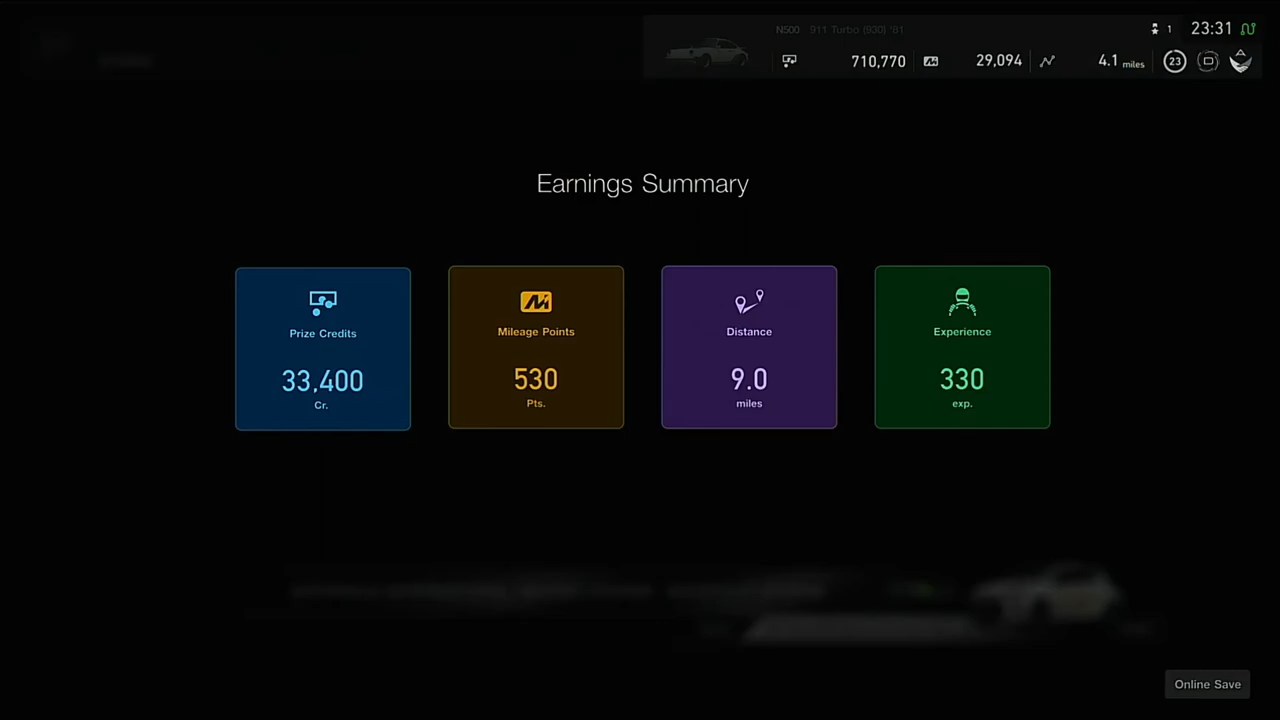 N500 911 Turbo (930) '81
1 23:31
710,770 29,094 4.1 miles 23
Earnings Summary
Prize Credits
33,400
Cr.
Mileage Points
530
Pts.
Distance
9.0
miles
Experience
330
exp.
Online Save